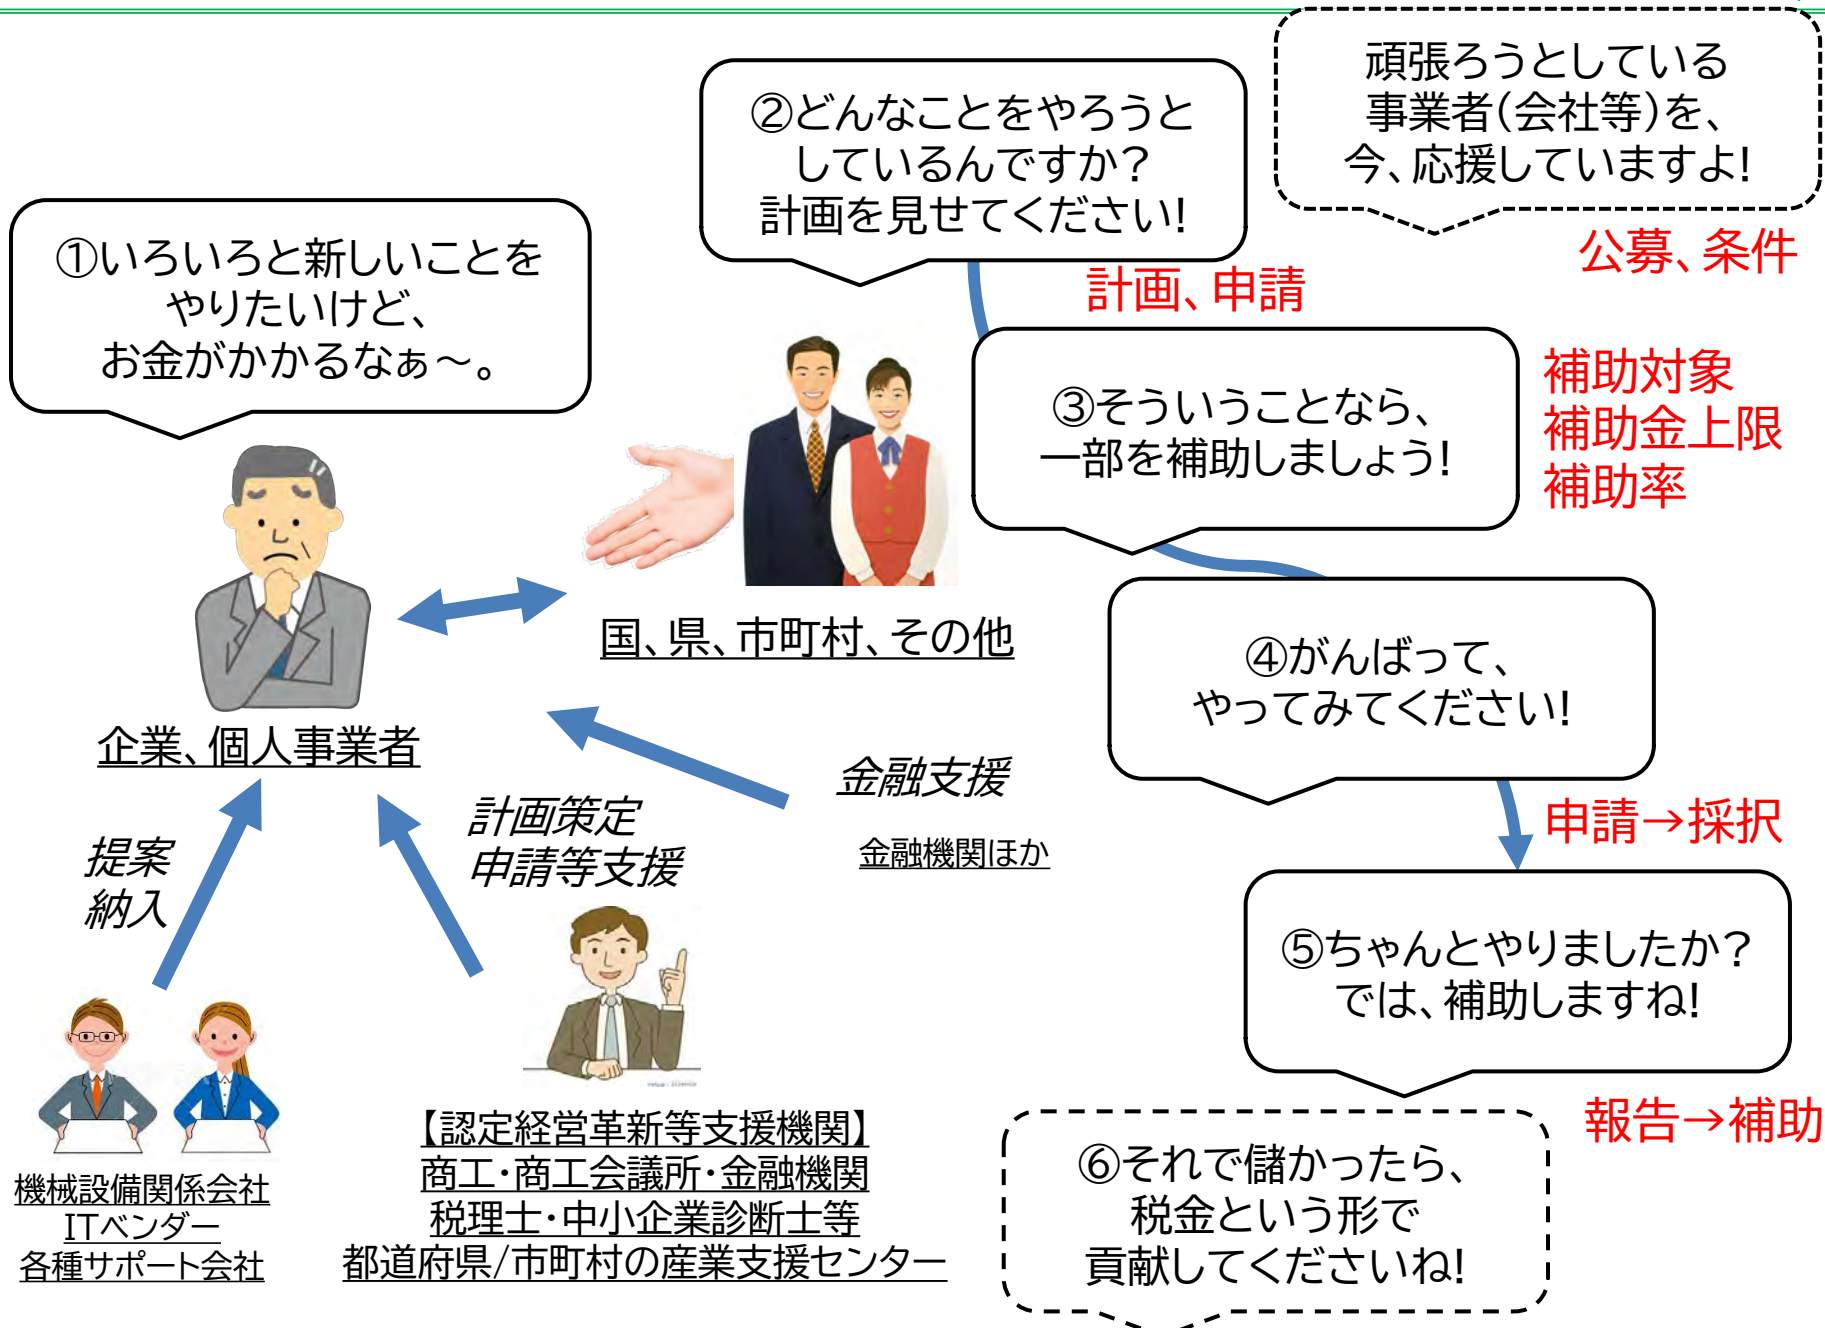 頑張ろうとしている
事業者(会社等)を、
今、応援していますよ!
公募、条件
②どんなことをやろうと
しているんですか?
計画を見せてください!
計画、申請
①いろいろと新しいことを
やりたいけど、
お金がかかるなぁ~。
③そういうことなら、
一部を補助しましょう!
補助対象
補助金上限
補助率
国、県、市町村、その他
④がんばって、
やってみてください!
企業、個人事業者
金融支援
金融機関ほか
申請→採択
計画策定
申請等支援
提案
納入
⑤ちゃんとやりましたか?
では、補助しますね!
報告→補助
【認定経営革新等支援機関】
商工・商工会議所・金融機関
税理士・中小企業診断士等
都道府県/市町村の産業支援センター
機械設備関係会社
ITベンダー
各種サポート会社
⑥それで儲かったら、
税金という形で
貢献してくださいね!